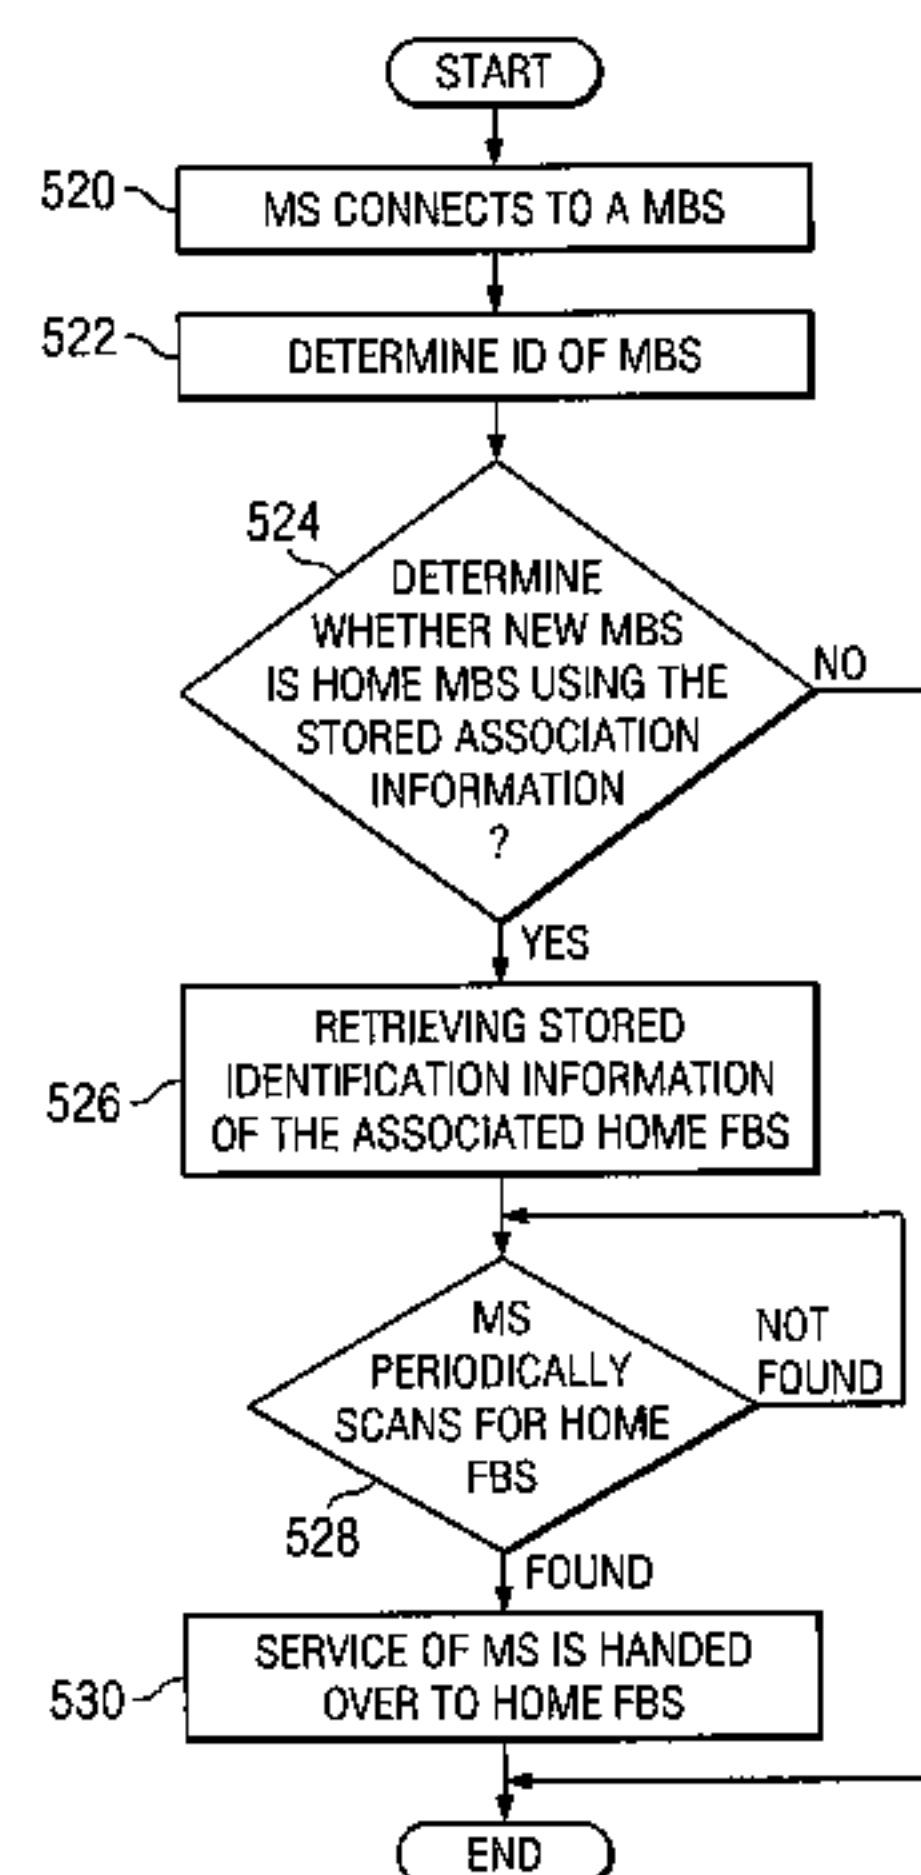 START
520
MS CONNECTS TO A MBS
522
DETERMINE ID OF MBS
524
DETERMINE
WHETHER NEW MBS
IS HOME MBS USING THE
STORED ASSOCIATION
INFORMATION
?
NO
YES
526
RETRIEVING STORED
IDENTIFICATION INFORMATION
OF THE ASSOCIATED HOME FBS
MS
PERIODICALLY
SCANS FOR HOME
FBS
NOT
FOUND
528
FOUND
530
SERVICE OF MS IS HANDED
OVER TO HOME FBS
END